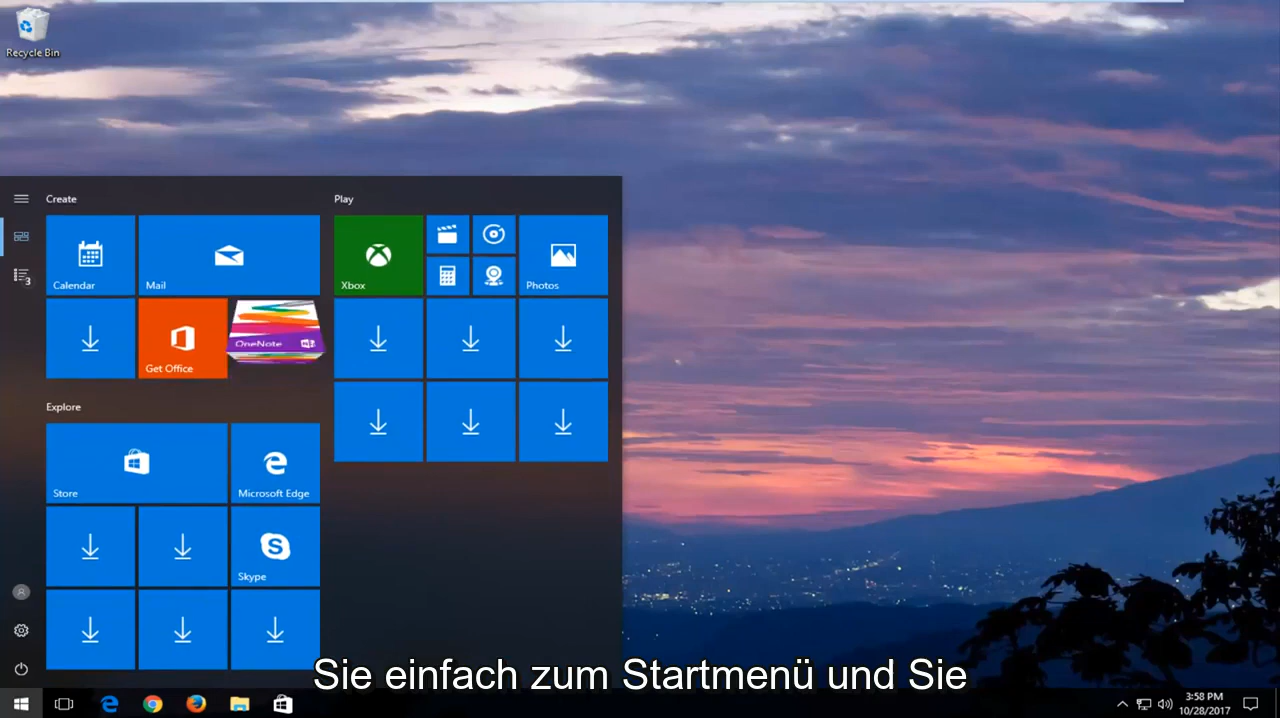 Recycle Bin
Create
Play
Calendar
Mail
Xbox
Photos
Get Office
OneNote
Explore
Store
Microsoft Edge
Skype
3
Sie einfach zum Startmenü und Sie
3:58 PM
10/28/2017